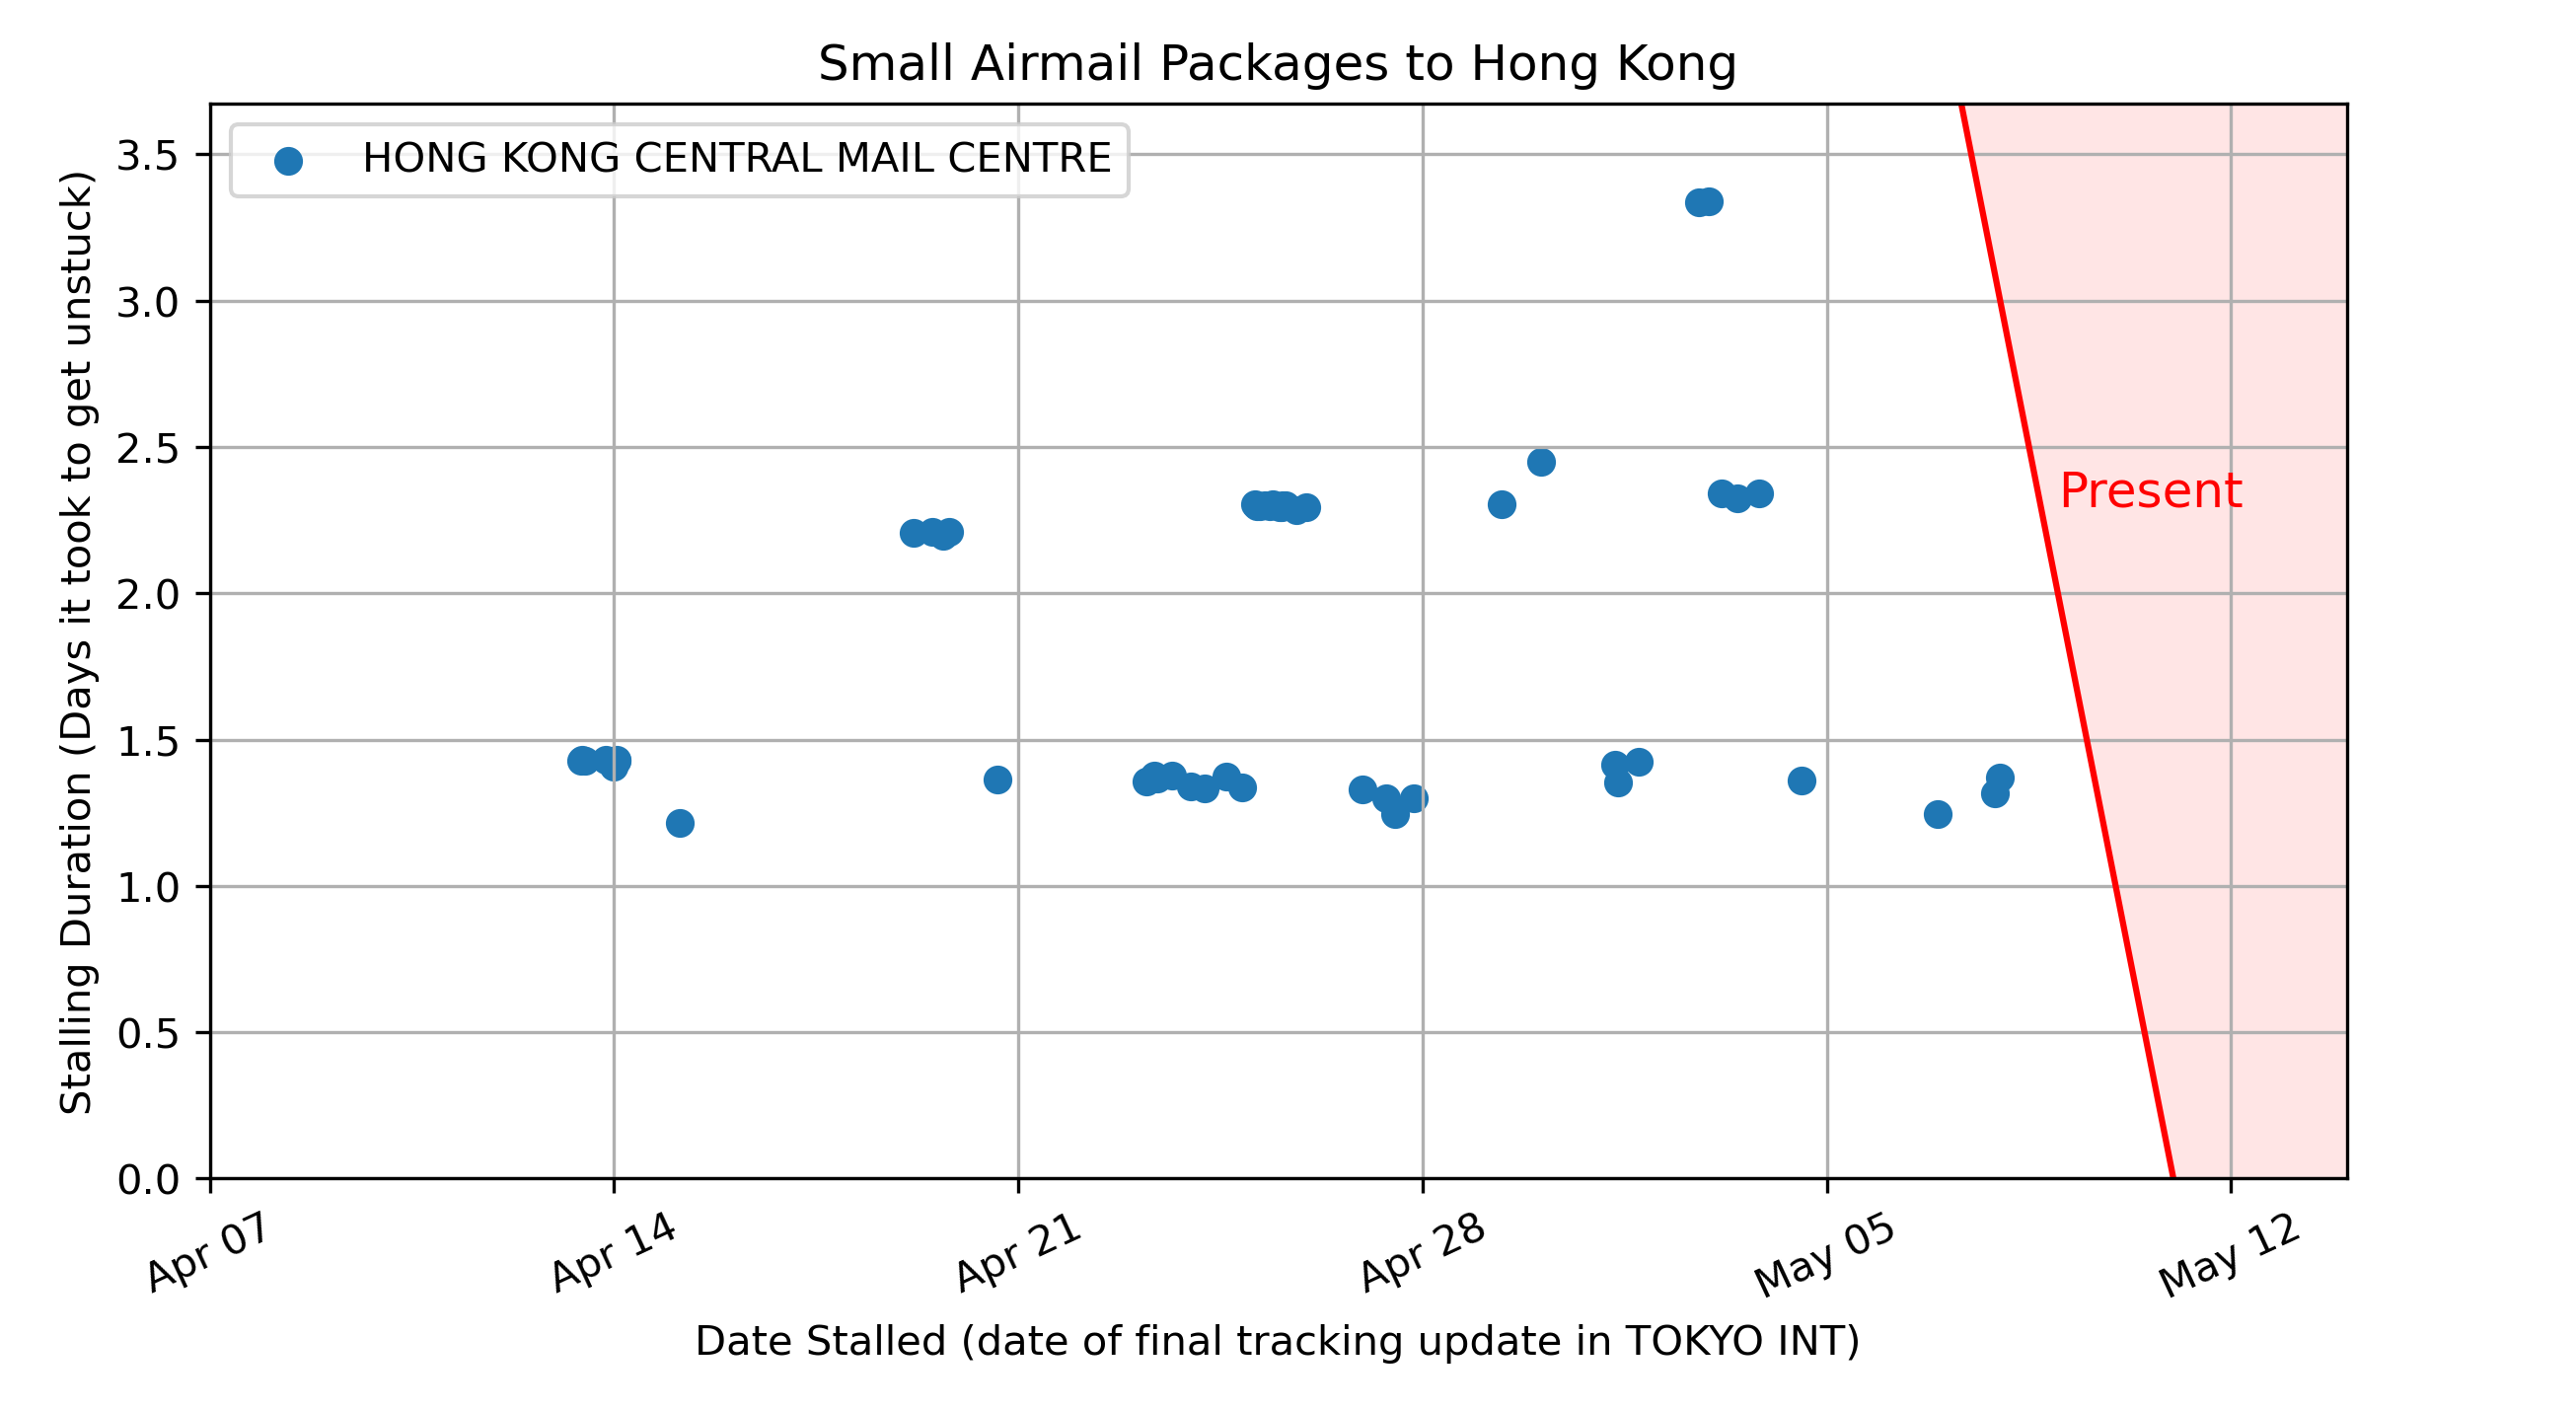 Small Airmail Packages to Hong Kong
HONG KONG CENTRAL MAIL CENTRE
Stalling Duration (Days it took to get unstuck)
3.5
3.0
2.5
2.0
1.5
1.0
0.5
0.0
Present
Apr 07
Apr 14
Apr 21
Apr 28
May 05
May 12
Date Stalled (date of final tracking update in TOKYO INT)